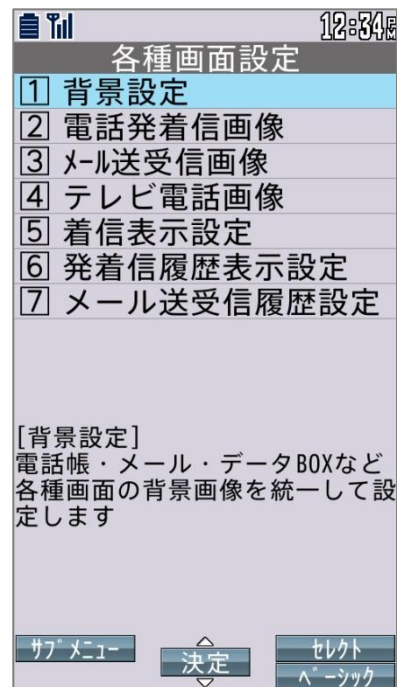 12:34
各種画面設定
1 背景設定
2 電話発着信画像
3 ﾒｰﾙ送受信画像
4 テレビ電話画像
5 着信表示設定
6 発着信履歴表示設定
7 メール送受信履歴設定
[背景設定]
電話帳・メール・データBOXなど
各種画面の背景画像を統一して設
定します
ｻﾌﾞﾒﾆｭｰ
決定
ｾﾚｸﾄ
ﾍﾞｰｼｯｸ